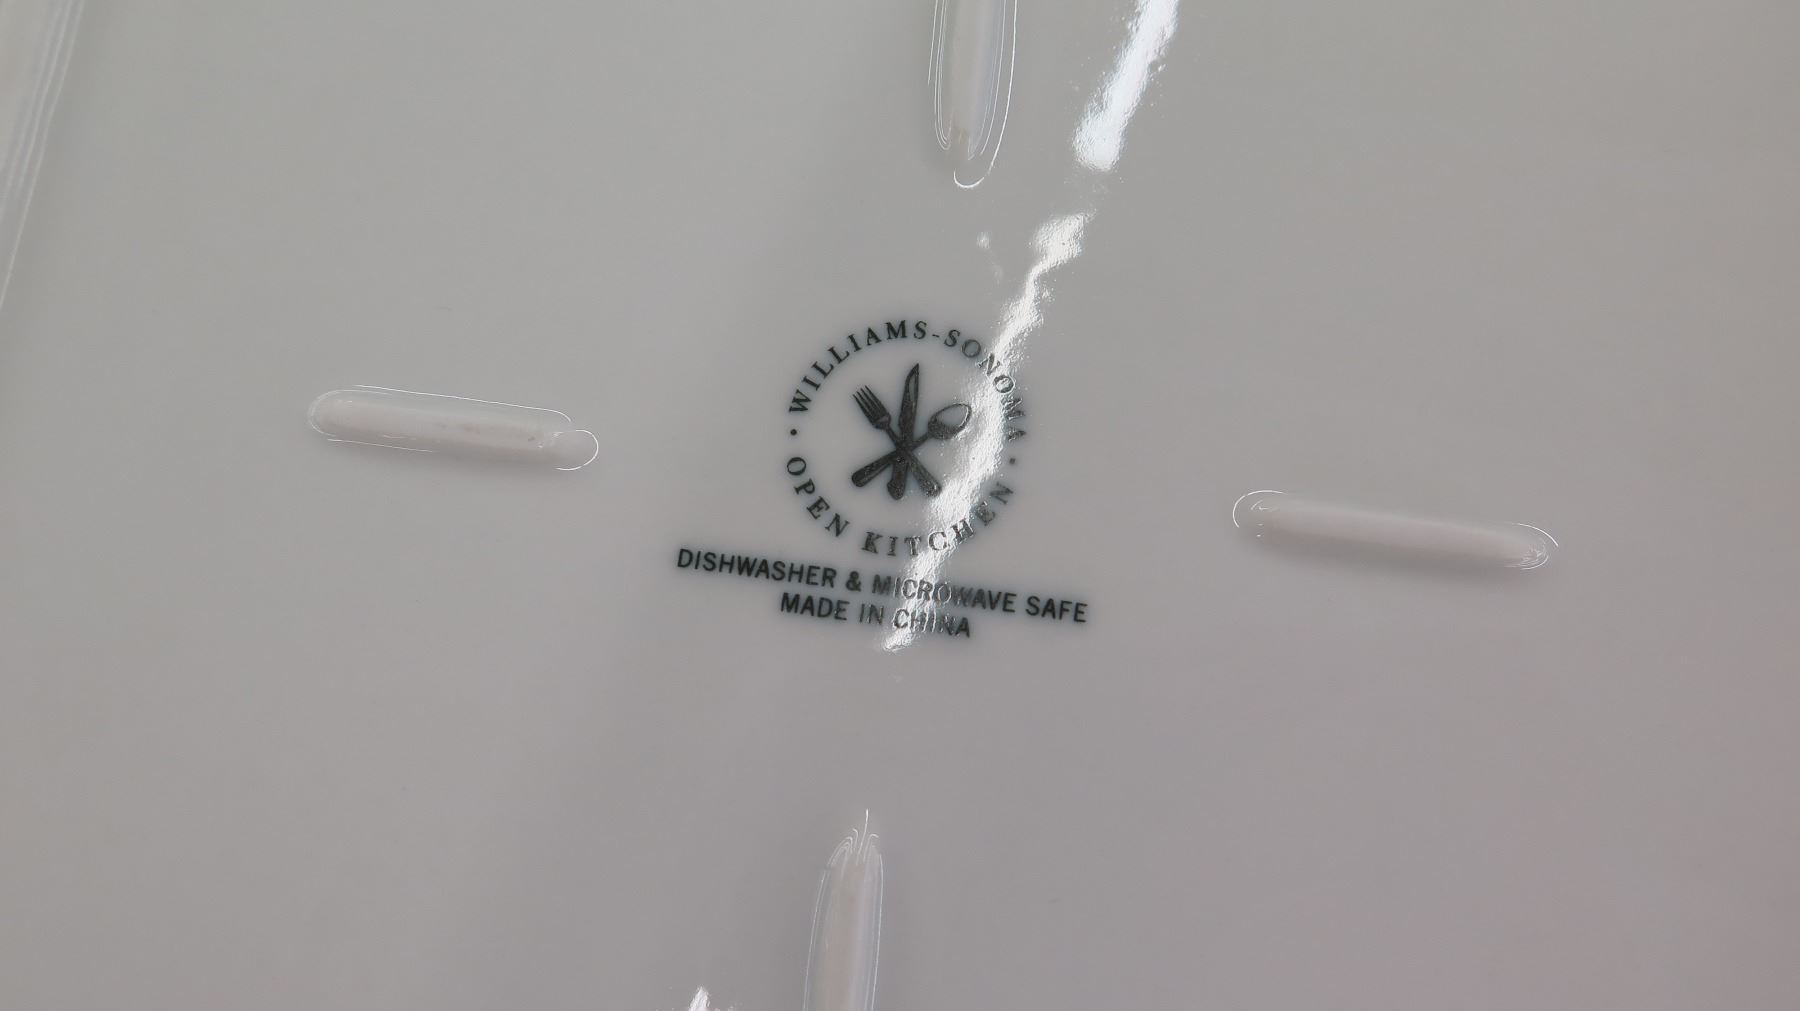 WILLIAMS-SONOMA
OPEN KITCHEN
DISHWASHER & MICROWAVE SAFE
MADE IN CHINA